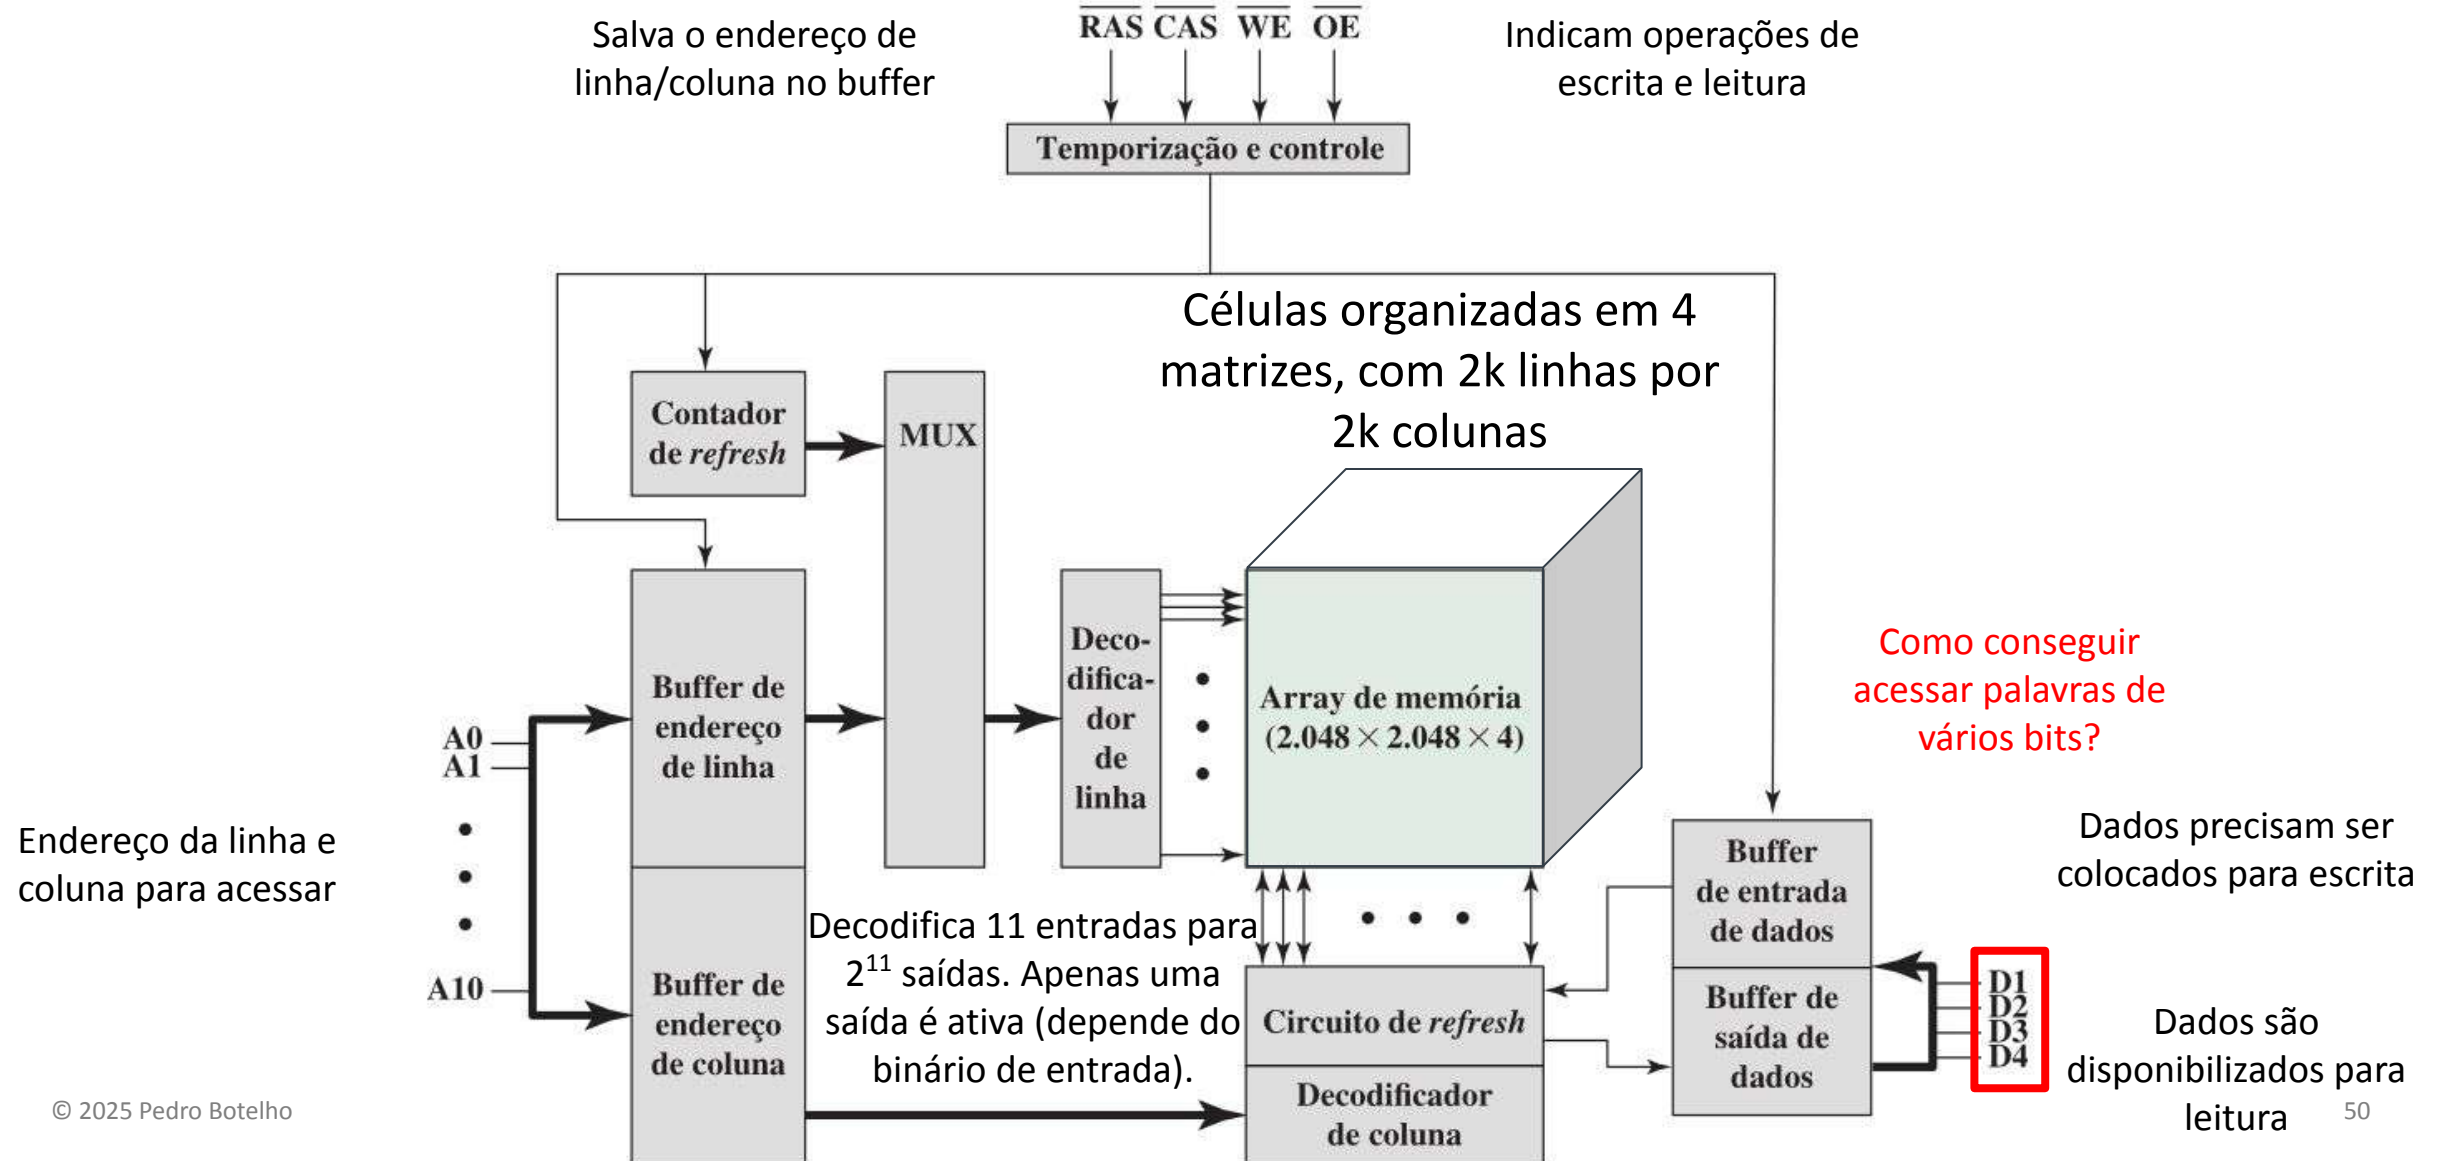 Salva o endereço de
linha/coluna no buffer
RAS CAS WE OE
Indicam operações de
escrita e leitura
Temporização e controle
Células organizadas em 4
matrizes, com 2k linhas por
2k colunas
Contador
de refresh
MUX
Buffer de
endereço
de linha
Deco-
difica-
dor
de
linha
Array de memória
(2.048 × 2.048 × 4)
Como conseguir
acessar palavras de
vários bits?
A0
A1
A10
Endereço da linha e
coluna para acessar
Buffer de
endereço
de coluna
Decodifica 11 entradas para
2¹¹ saídas. Apenas uma
saída é ativa (depende do
binário de entrada).
Circuito de refresh
Decodificador
de coluna
Buffer
de entrada
de dados
Buffer de
saída de
dados
D1
D2
D3
D4
Dados precisam ser
colocados para escrita
Dados são
disponibilizados para
leitura
© 2025 Pedro Botelho
50